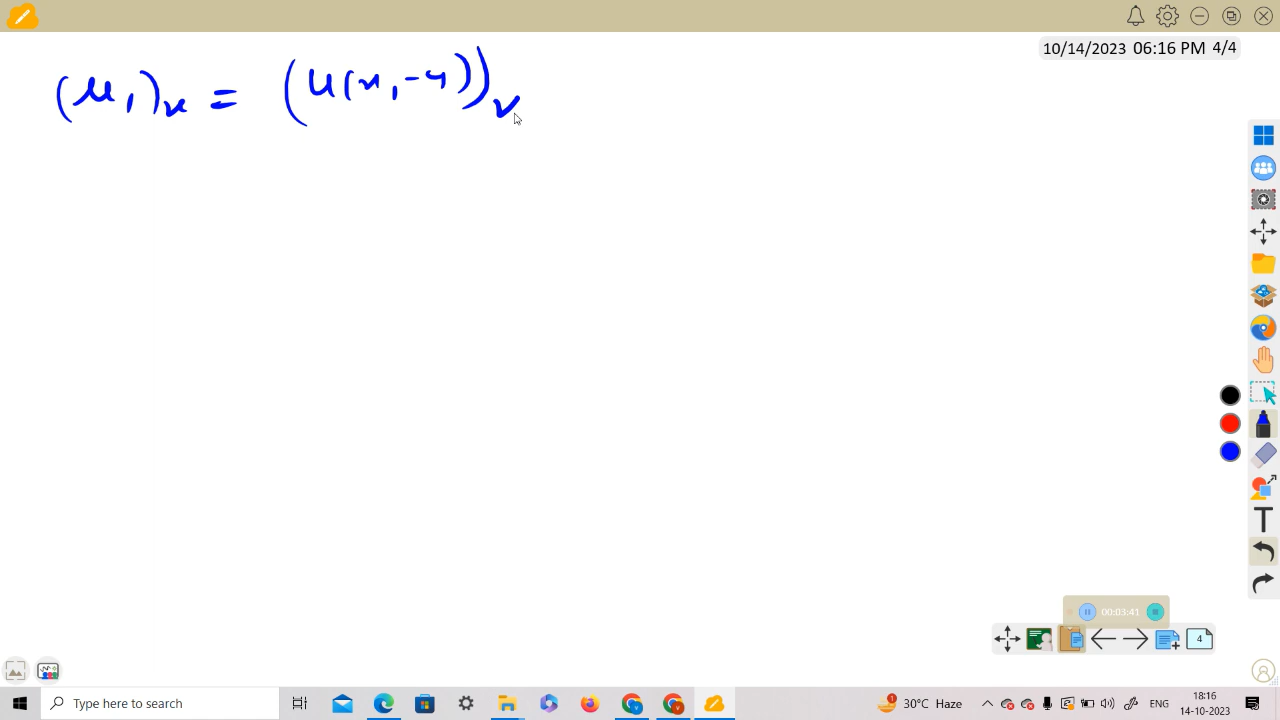 10/14/2023 06:16 PM 4/4
(u₁)ₓ = (u(x,-y))ₓ
T
00:03:41
4
Type here to search
1
30°C Haze
ENG
18:16
14-10-2023